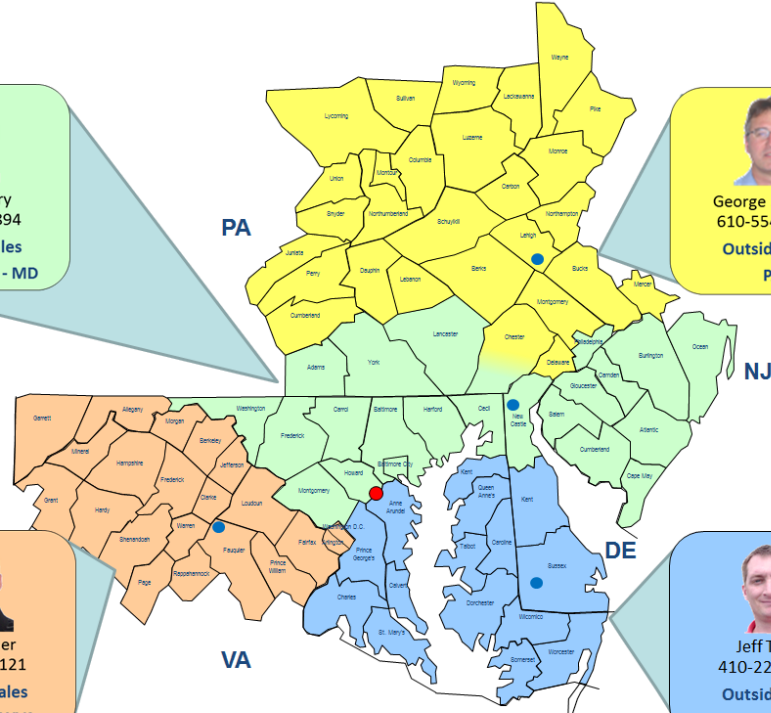 Wayne
Wyoming
Lackawanna
Sullivan
Pike
Lycoming
Luzerne
Monroe
Columbia
Montour
Union
Carbon
Snyder
Northumberland
Northampton
Schuylkill
PA
Lehigh
Juniata
Perry
Dauphin
Lebanon
Berks
Bucks
Mercer
Montgomery
Cumberland
Lancaster
Chester
Philadelphia
Delaware
Adams
York
Burlington
Ocean
NJ
Camden
Gloucester
Garrett
Allegany
Morgan
Washington
Carrol
Baltimore
Harford
Cecil
New
Castle
Salem
Atlantic
Berkeley
Frederick
Mineral
Hampshire
Jefferson
Howard
Baltimore City
Cumberland
Cape May
Frederick
Clarke
Loudoun
Montgomery
Kent
Queen
Anne's
Kent
Grant
Hardy
Anne
Arundel
Warren
Washington D.C.
Shenandoah
Fauquier
Fairfax
Arlington
Prince
George's
Talbot
Caroline
DE
Page
Rappahannock
Prince
William
Sussex
Charles
Calvert
Dorchester
Wilcomico
St. Mary's
VA
Somerset
Worcester
ry
894
les
- MD
George
610-554
Outsid
P
er
121
ales
Jeff T
410-22
Outsid